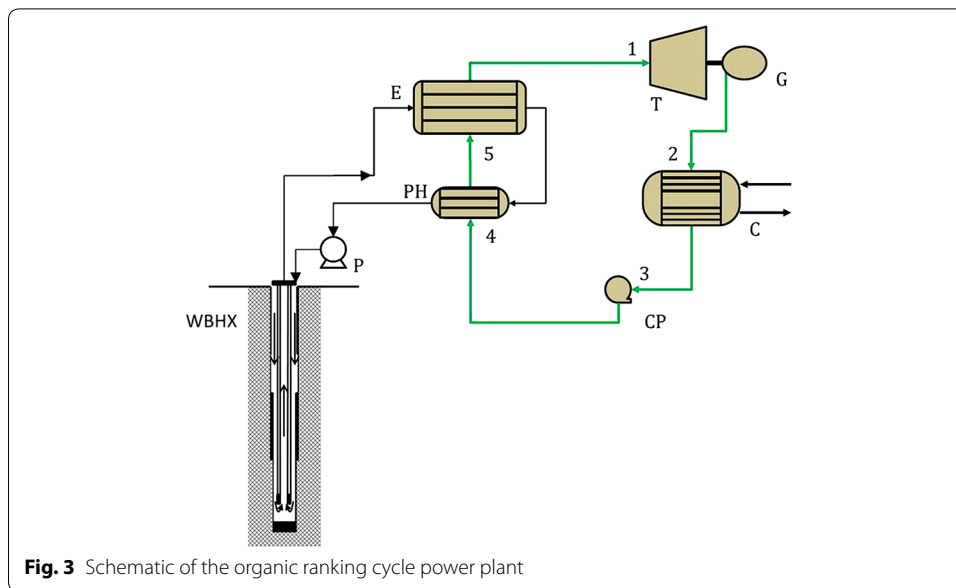 1
E
T
G
5
2
PH
4
C
P
3
WBHX
CP
Fig. 3 Schematic of the organic ranking cycle power plant